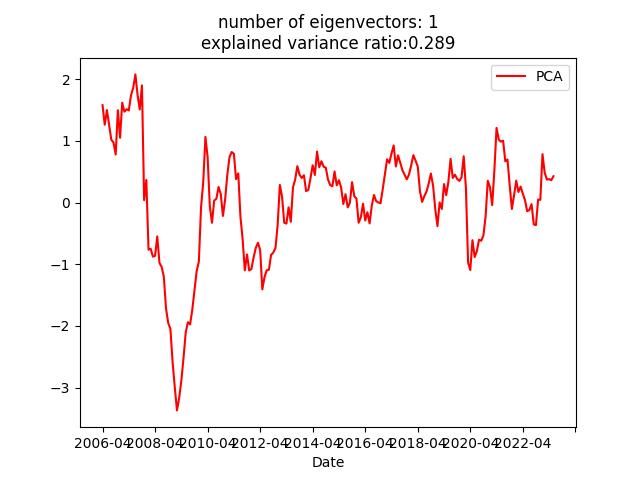 number of eigenvectors: 1
explained variance ratio:0.289
PCA
2
1
0
−1
−2
−3
2006-04 2008-04 2010-04 2012-04 2014-04 2016-04 2018-04 2020-04 2022-04
Date